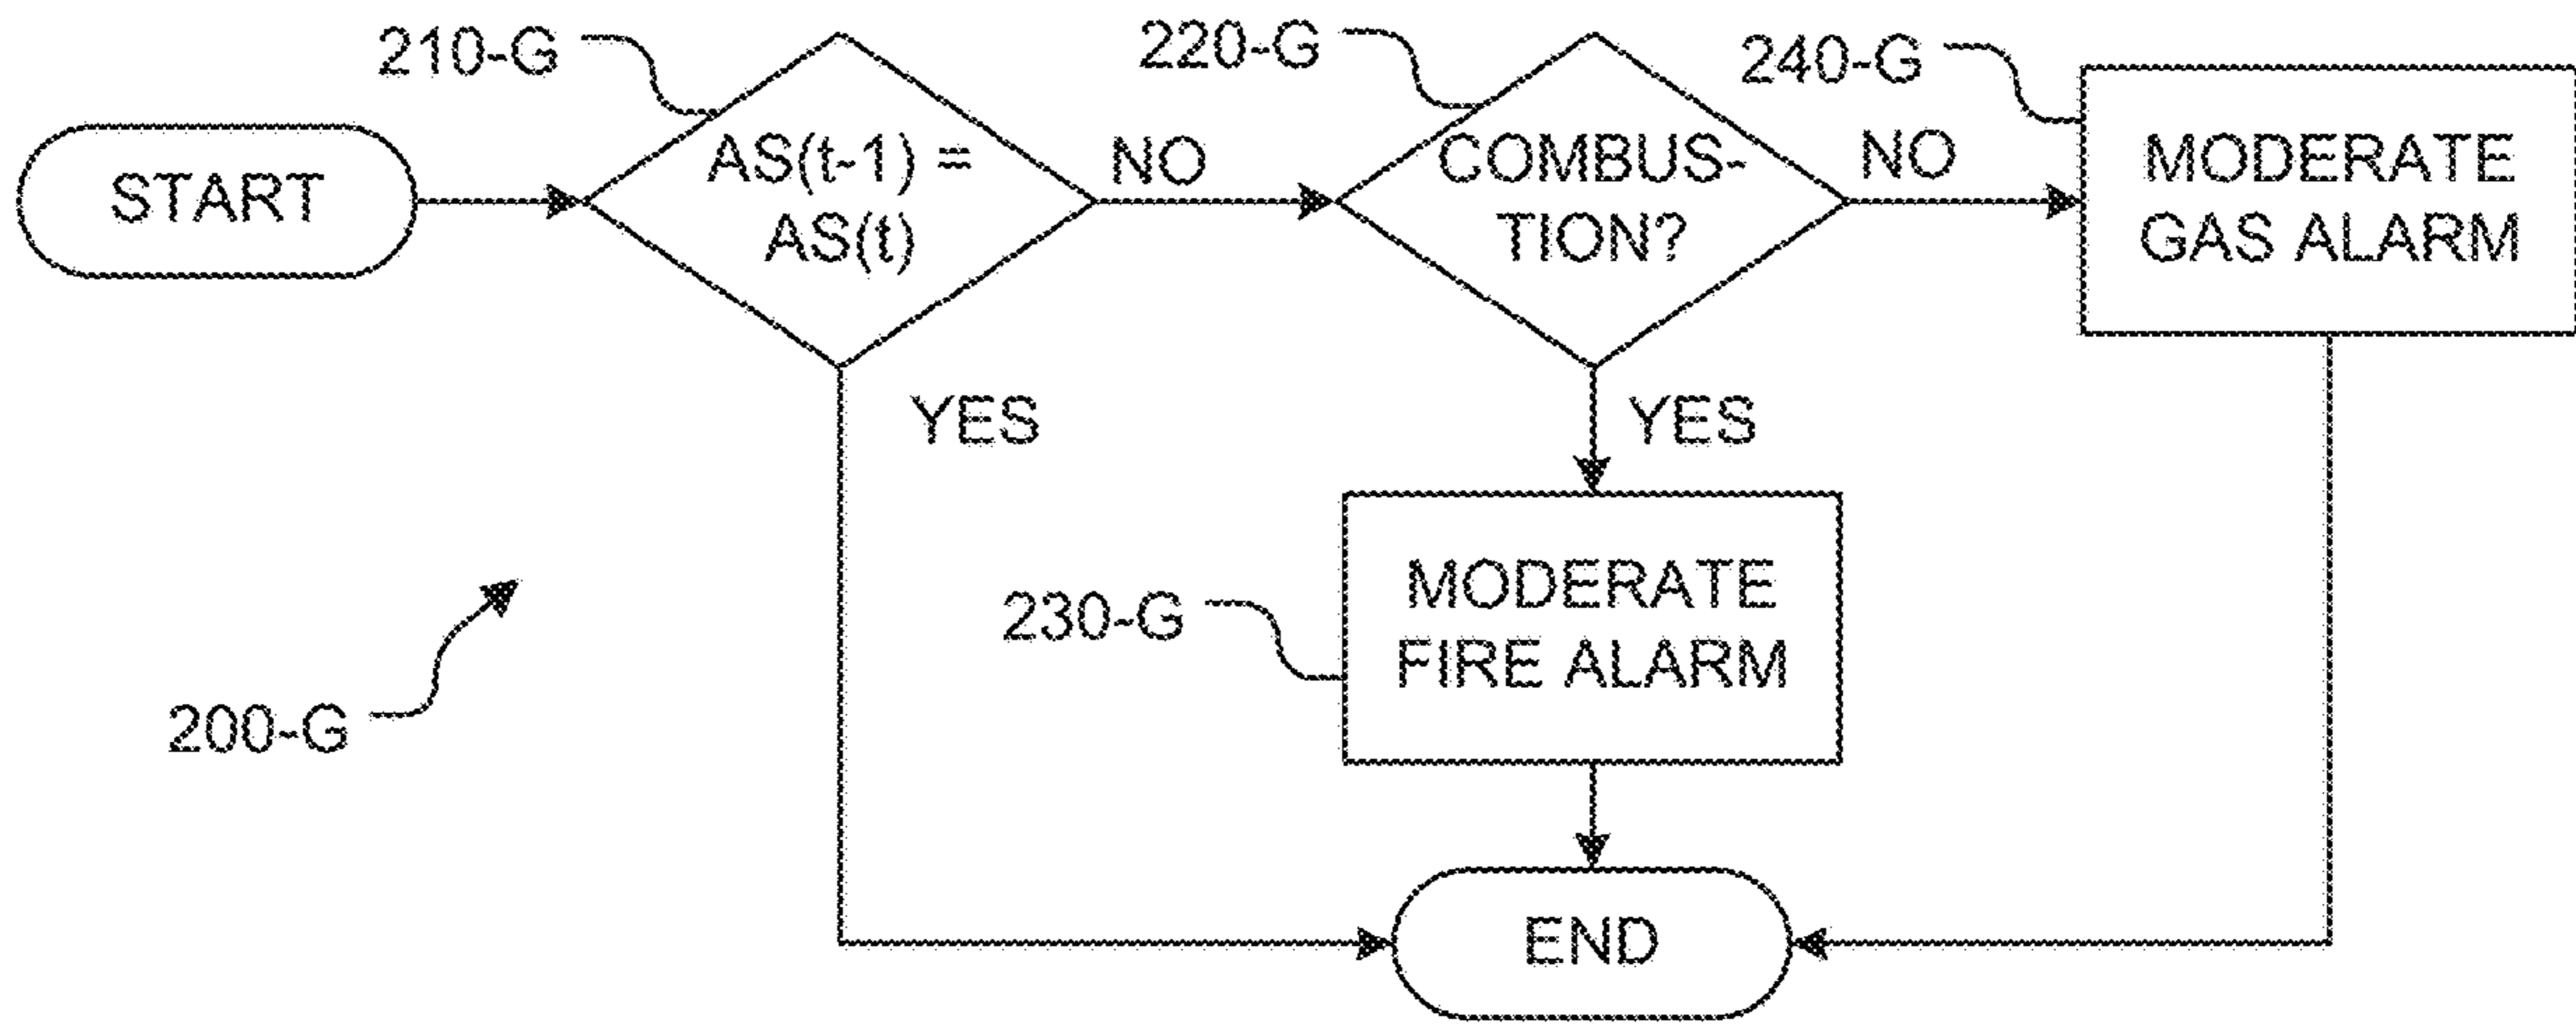 210-G
220-G
240-G
START
AS(t-1) =
AS(t)
NO
COMBUS-
TION?
NO
MODERATE
GAS ALARM
YES
YES
230-G
MODERATE
FIRE ALARM
200-G
END